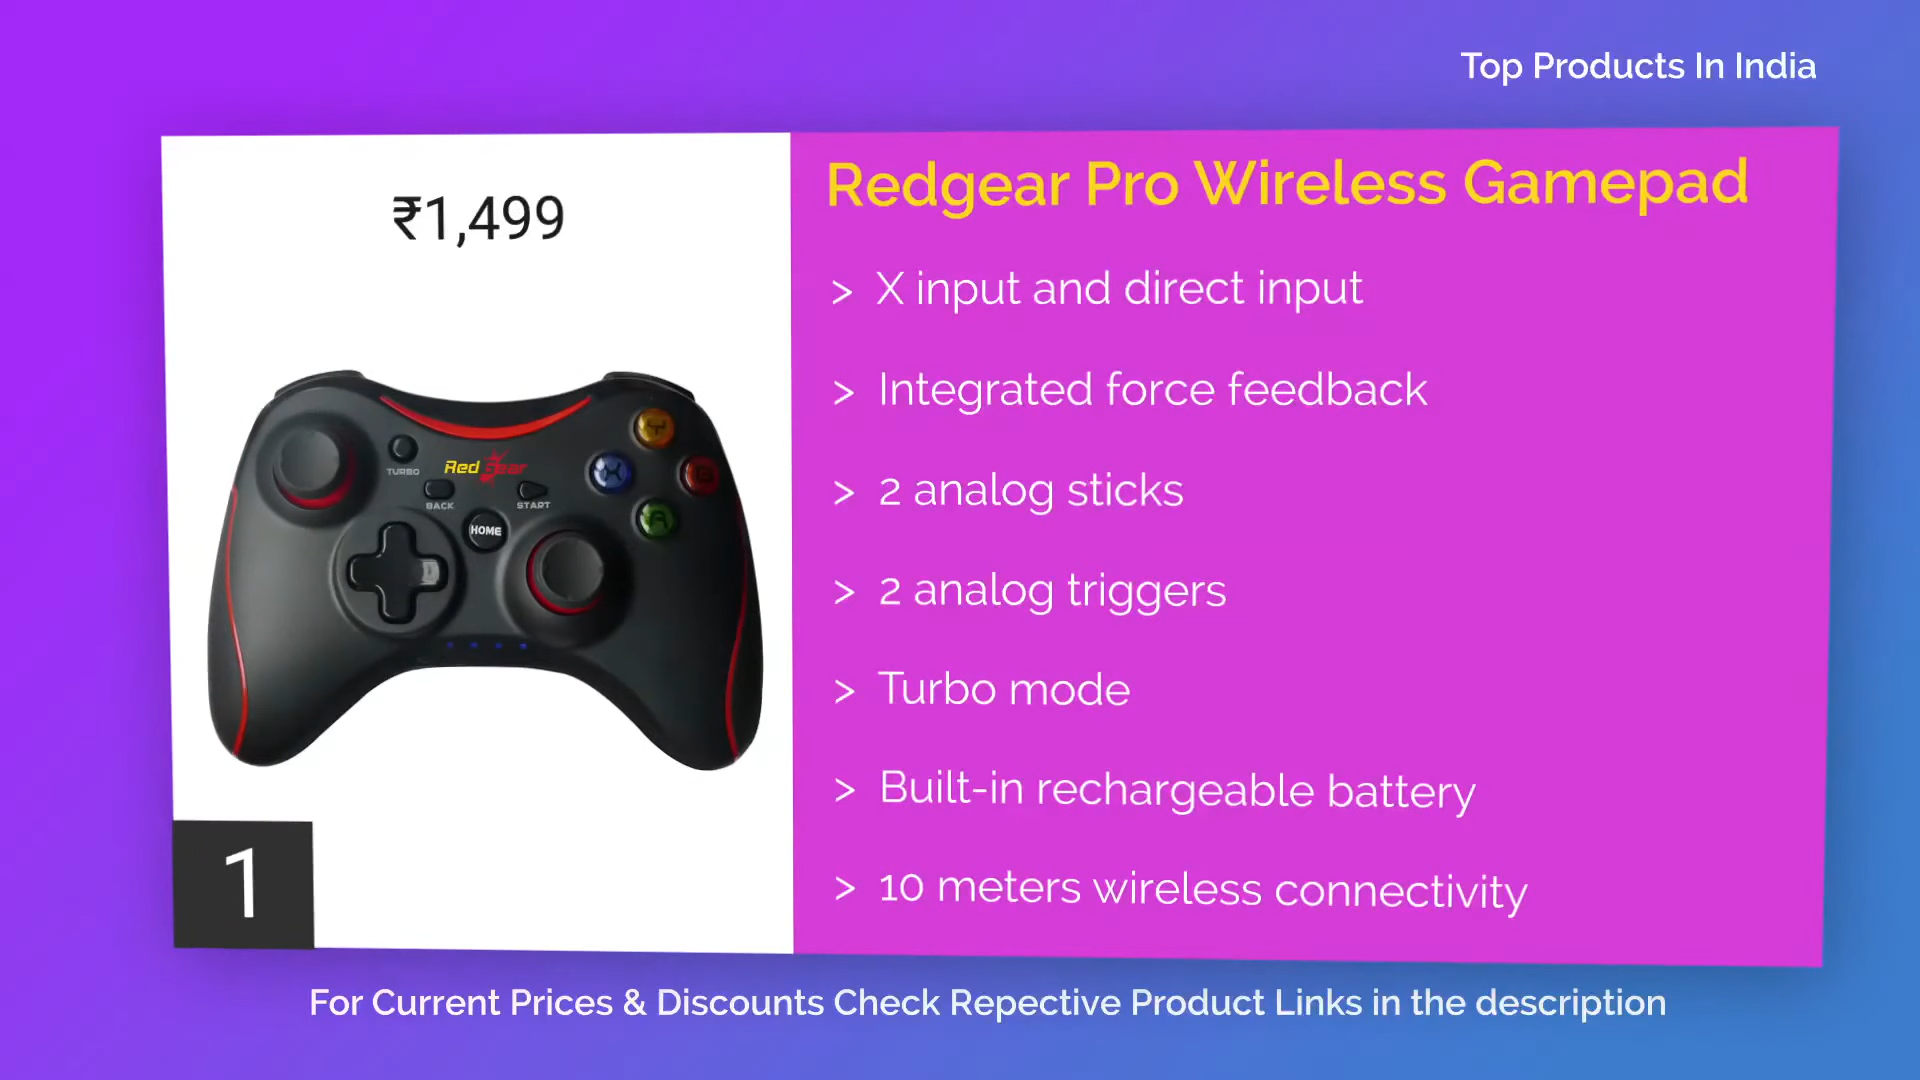 Top Products In India
₹1,499
Redgear Pro Wireless Gamepad
> X input and direct input
> Integrated force feedback
> 2 analog sticks
> 2 analog triggers
> Turbo mode
> Built-in rechargeable battery
> 10 meters wireless connectivity
TURBO
RedGear
BACK
START
HOME
Y
X
B
A
1
For Current Prices & Discounts Check Repective Product Links in the description